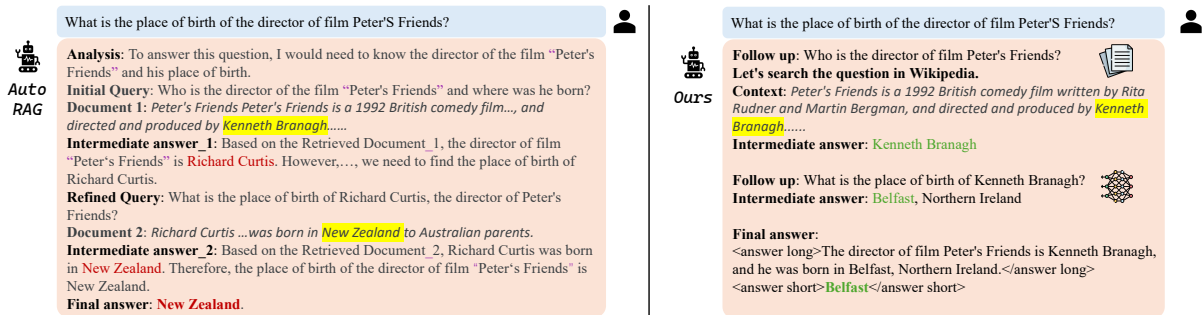 What is the place of birth of the director of film Peter'S Friends?
Auto
RAG
Analysis: To answer this question, I would need to know the director of the film “Peter's
Friends” and his place of birth.
Initial Query: Who is the director of the film “Peter's Friends” and where was he born?
Document 1: Peter's Friends Peter's Friends is a 1992 British comedy film…, and
directed and produced by Kenneth Branagh……
Intermediate answer_1: Based on the Retrieved Document_1, the director of film
“Peter‘s Friends” is Richard Curtis. However,…, we need to find the place of birth of
Richard Curtis.
Refined Query: What is the place of birth of Richard Curtis, the director of Peter's
Friends?
Document 2: Richard Curtis …was born in New Zealand to Australian parents.
Intermediate answer_2: Based on the Retrieved Document_2, Richard Curtis was born
in New Zealand. Therefore, the place of birth of the director of film "Peter‘s Friends" is
New Zealand.
Final answer: New Zealand.
What is the place of birth of the director of film Peter'S Friends?
Ours
Follow up: Who is the director of film Peter's Friends?
Let's search the question in Wikipedia.
Context: Peter's Friends is a 1992 British comedy film written by Rita
Rudner and Martin Bergman, and directed and produced by Kenneth
Branagh……
Intermediate answer: Kenneth Branagh
Follow up: What is the place of birth of Kenneth Branagh?
Intermediate answer: Belfast, Northern Ireland
Final answer:
<answer long>The director of film Peter's Friends is Kenneth Branagh,
and he was born in Belfast, Northern Ireland.</answer long>
<answer short>Belfast</answer short>